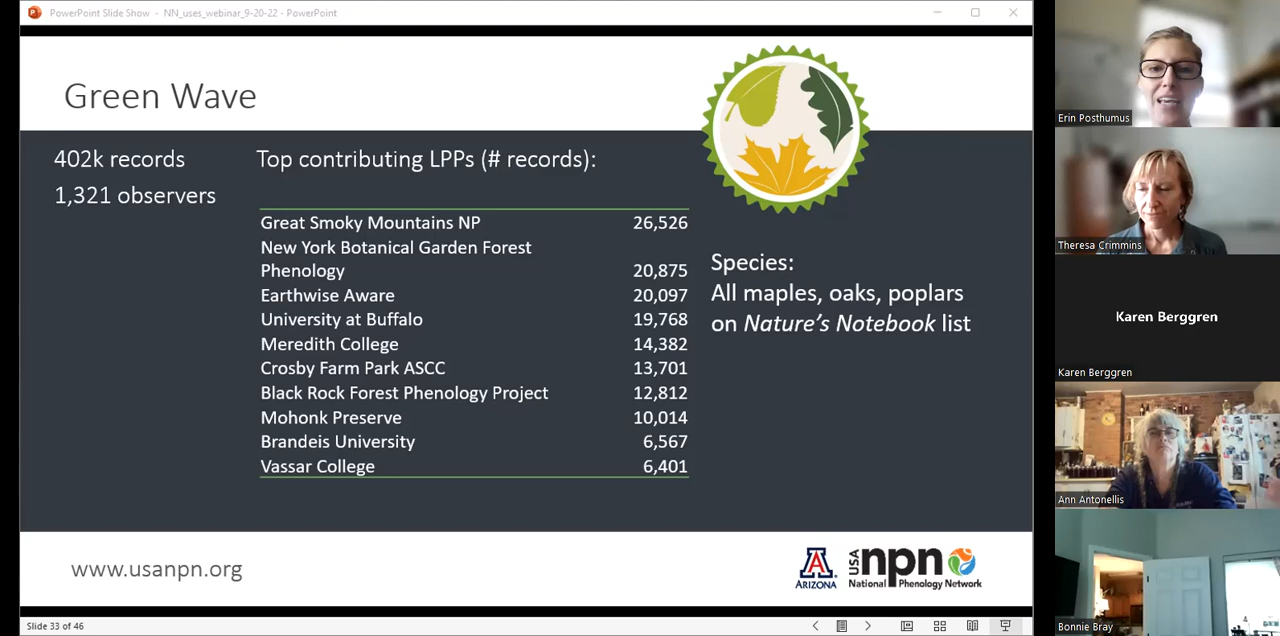 PowerPoint Slide Show - NN_uses_webinar_9-20-22 - PowerPoint
Green Wave
402k records
1,321 observers
Top contributing LPPs (# records):
Great Smoky Mountains NP 26,526
New York Botanical Garden Forest
Phenology 20,875
Earthwise Aware 20,097
University at Buffalo 19,768
Meredith College 14,382
Crosby Farm Park ASCC 13,701
Black Rock Forest Phenology Project 12,812
Mohonk Preserve 10,014
Brandeis University 6,567
Vassar College 6,401
Species:
All maples, oaks, poplars
on Nature's Notebook list
www.usanpn.org
A
ARIZONA
USA npn
National Phenology Network
Slide 33 of 46
Erin Posthumus
Theresa Crimmins
Karen Berggren
Karen Berggren
Ann Antonellis
Bonnie Bray